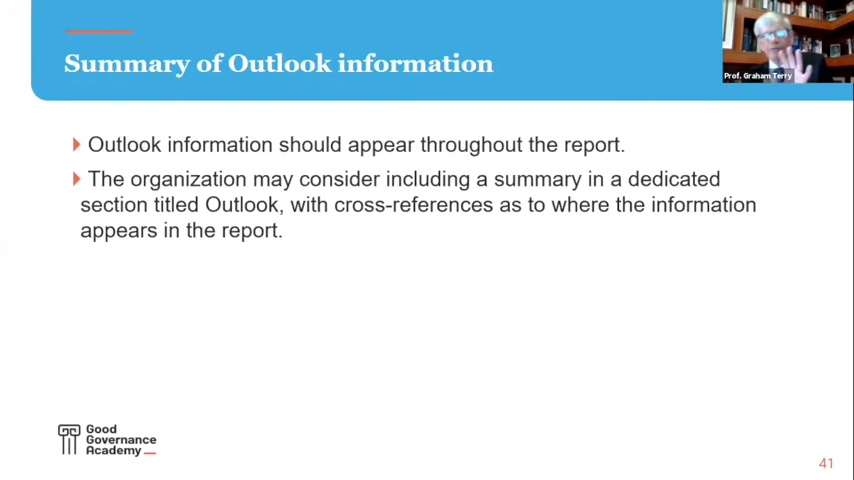 Summary of Outlook information
Prof. Graham Terry
Outlook information should appear throughout the report.
The organization may consider including a summary in a dedicated
section titled Outlook, with cross-references as to where the information
appears in the report.
Good
Governance
Academy
41